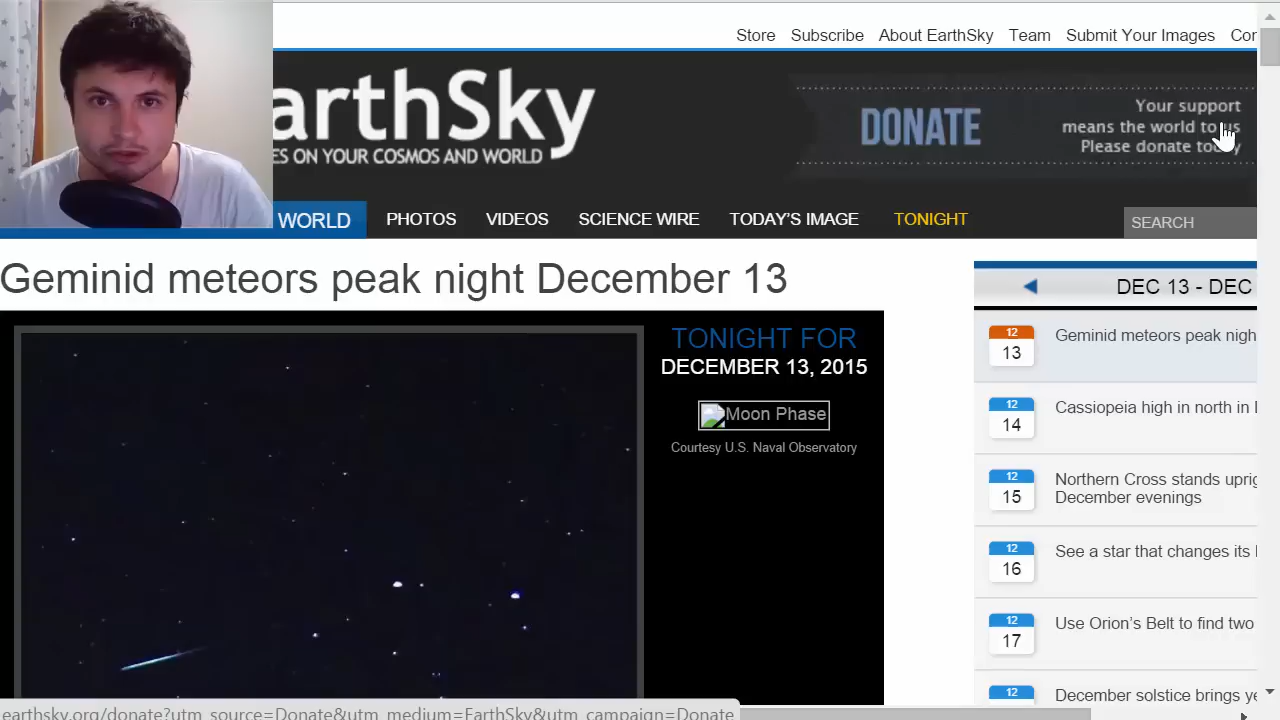 Store Subscribe About EarthSky Team Submit Your Images Con
arthSky
ES ON YOUR COSMOS AND WORLD
DONATE
Your support
means the world to us
Please donate today
WORLD PHOTOS VIDEOS SCIENCE WIRE TODAY'S IMAGE TONIGHT SEARCH
Geminid meteors peak night December 13
TONIGHT FOR
DECEMBER 13, 2015
Moon Phase
Courtesy U.S. Naval Observatory
DEC 13 - DEC
12
13
Geminid meteors peak nigh
12
14
Cassiopeia high in north in
12
15
Northern Cross stands uprig
December evenings
12
16
See a star that changes its
12
17
Use Orion's Belt to find two
12
December solstice brings ye
earthsky.org/donate?utm_source=Donate&utm_medium=EarthSky&utm_campaign=Donate